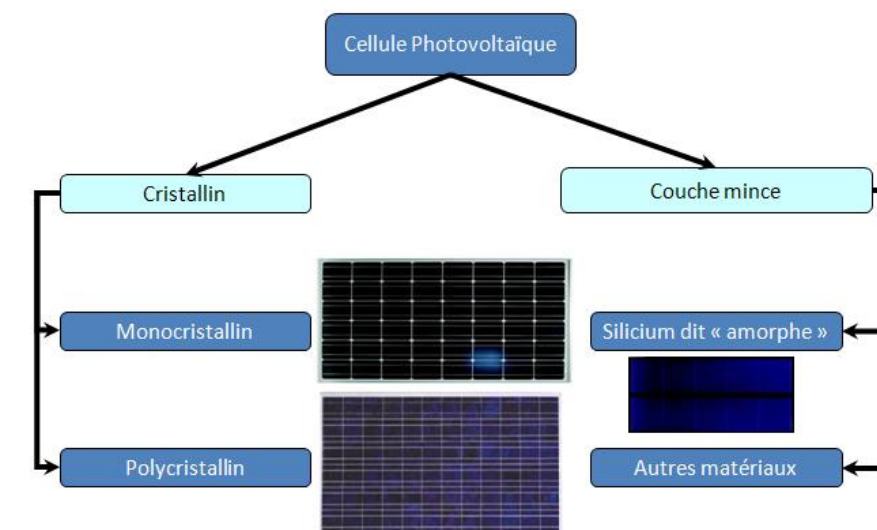 Cellule Photovoltaïque
Cristallin
Couche mince
Monocristallin
Silicium dit « amorphe »
Polycristallin
Autres matériaux